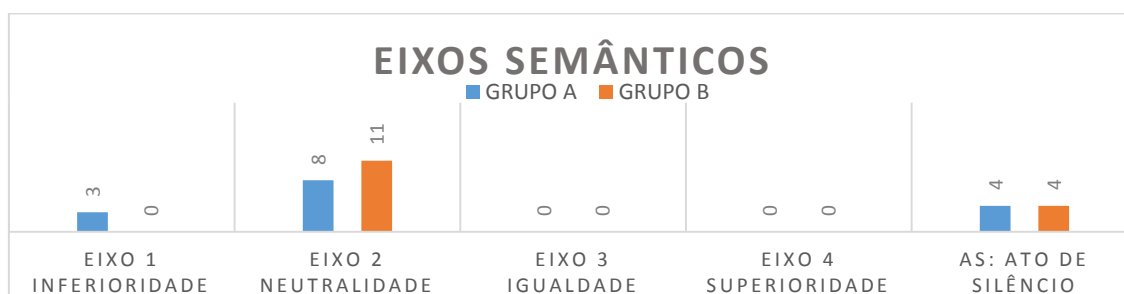 EIXOS SEMÂNTICOS
GRUPO A GRUPO B
3 0 8 11 0 0 0 0 4 4
EIXO 1 EIXO 2 EIXO 3 EIXO 4 AS: ATO DE
INFERIORIDADE NEUTRALIDADE IGUALDADE SUPERIORIDADE SILÊNCIO